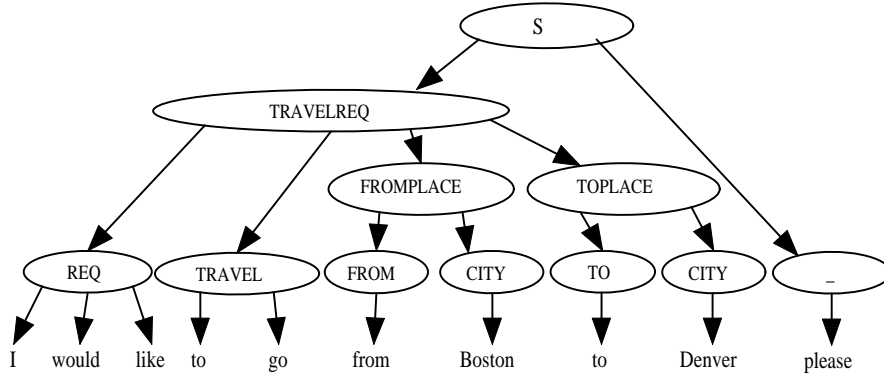 S
TRAVELREQ
FROMPLACE TOPLACE
REQ TRAVEL FROM CITY TO CITY _
I would like to go from Boston to Denver please